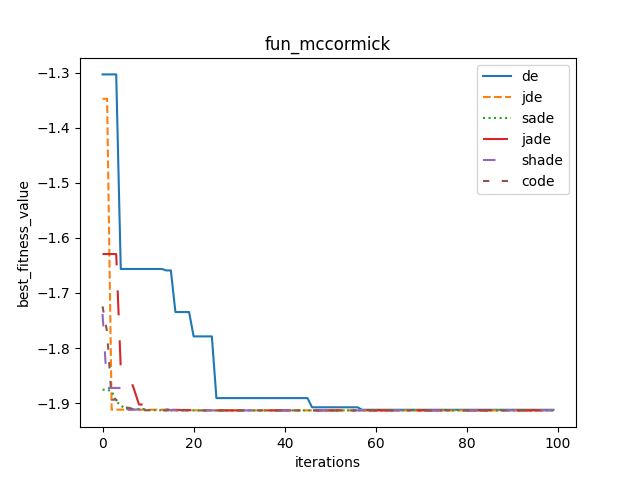 fun_mccormick
best_fitness_value
−1.3
−1.4
−1.5
−1.6
−1.7
−1.8
−1.9
de
jde
sade
jade
shade
code
0
20
40
60
80
100
iterations